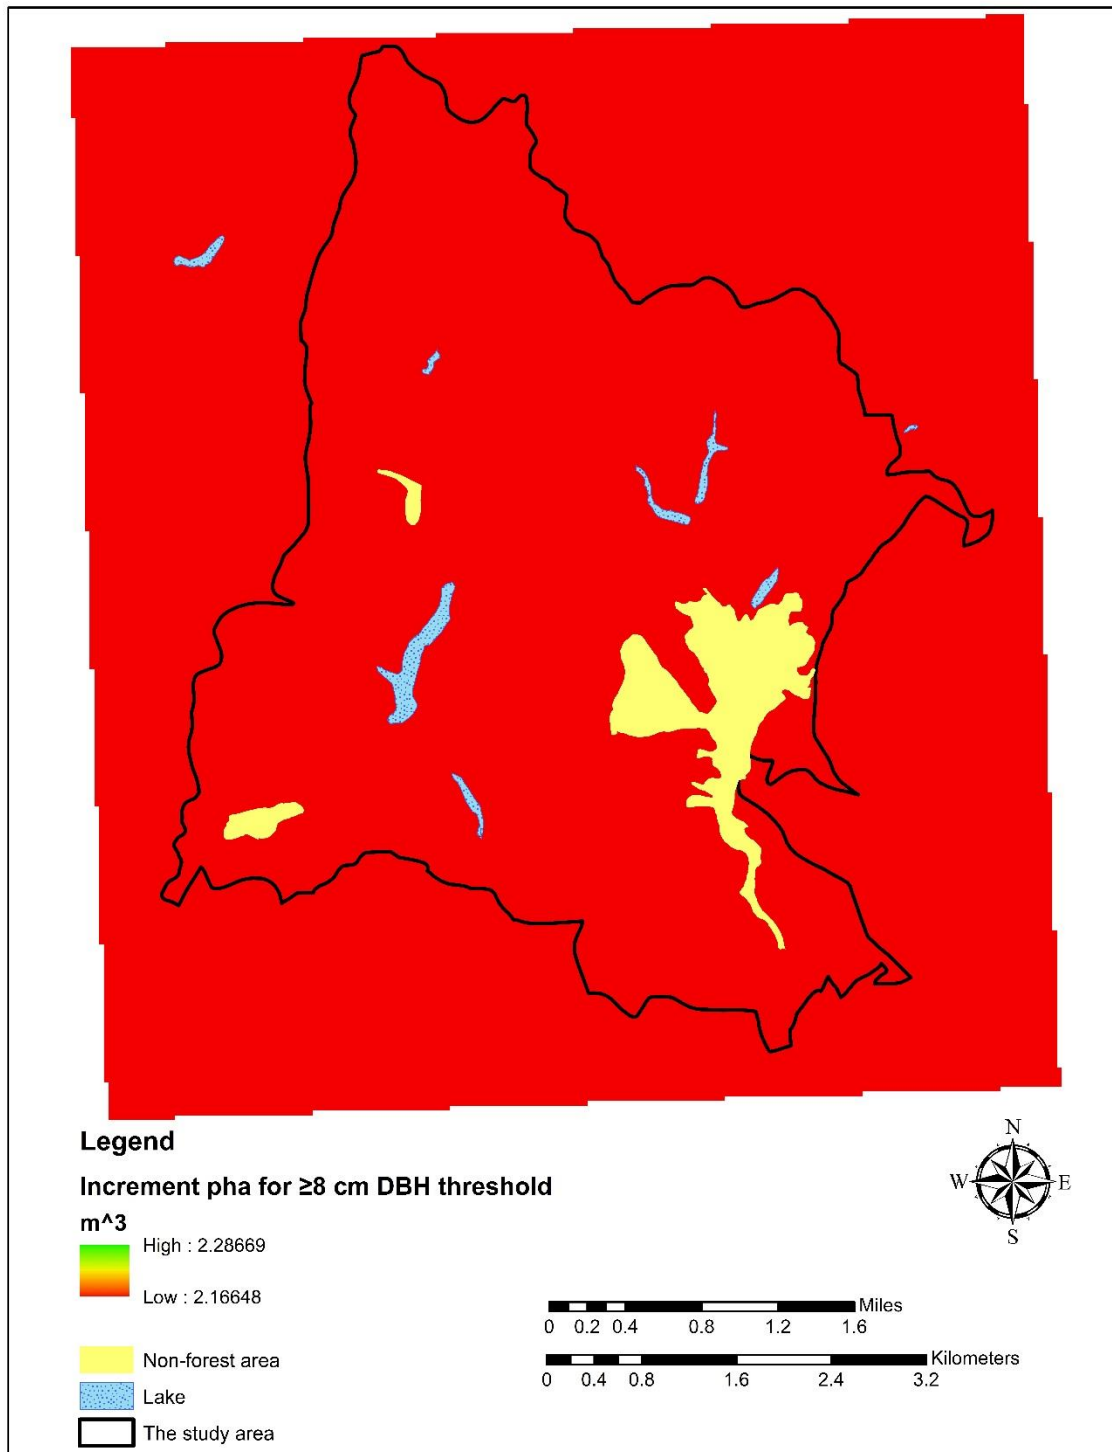 Legend
Increment pha for ≥8 cm DBH threshold
m^3
High : 2.28669
Low : 2.16648
Non-forest area
Lake
The study area
N
W E
S
Miles
0 0.2 0.4 0.8 1.2 1.6
Kilometers
0 0.4 0.8 1.6 2.4 3.2